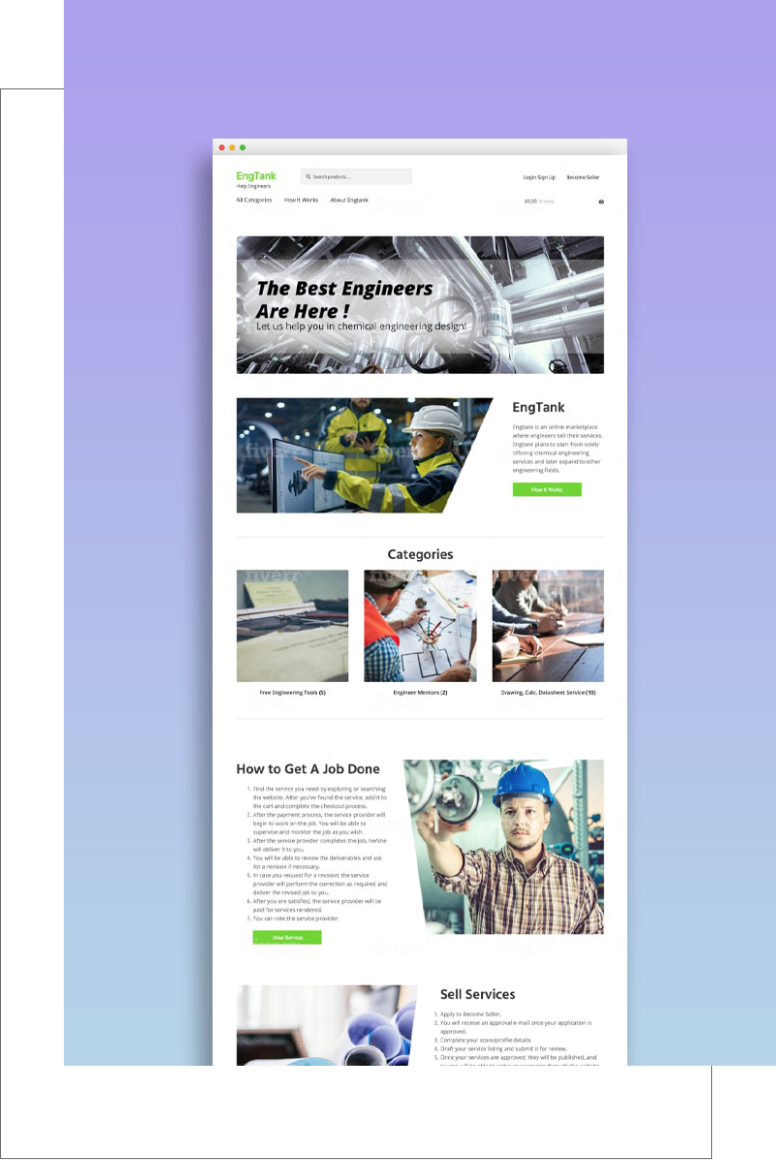 EngTank
Help Engineers
Search products...
Login Sign Up
Become Seller
All Categories
How It Works
About Engtank
The Best Engineers
Are Here !
Let us help you in chemical engineering design!
EngTank
Engtank is an online marketplace
where engineers sell their services.
Engtank plans to start from solely
offering chemical engineering
services and later expand to other
engineering fields.
How It Works
fiverr
fiverr
Categories
fiverr
fiverr
fiverr
Free Engineering Tools (5)
Engineer Mentors (2)
Drawing, Calc, Datasheet Service (10)
How to Get A Job Done
1. Find the service you need by exploring or searching
the website. After you've found the service, add it to
the cart and complete the checkout process.
2. After the payment process, the service provider will
begin to work on the job. You will be able to
supervise and monitor the job as you wish.
3. After the service provider completes the job, he/she
will deliver it to you.
4. You will be able to review the deliverables and ask
for a revision if necessary.
5. In case you request for a revision the service
provider will perform the correction as required and
deliver the revised job to you.
6. After you are satisfied, the service provider will be
paid for services rendered.
7. You can rate the service provider.
View Service
Sell Services
1. Apply to Become Seller.
2. You will receive an approval e-mail once your application is
approved.
3. Complete your store/profile details.
4. Draft your service listing and submit it for review.
5. Once your services are approved, they will be published, and